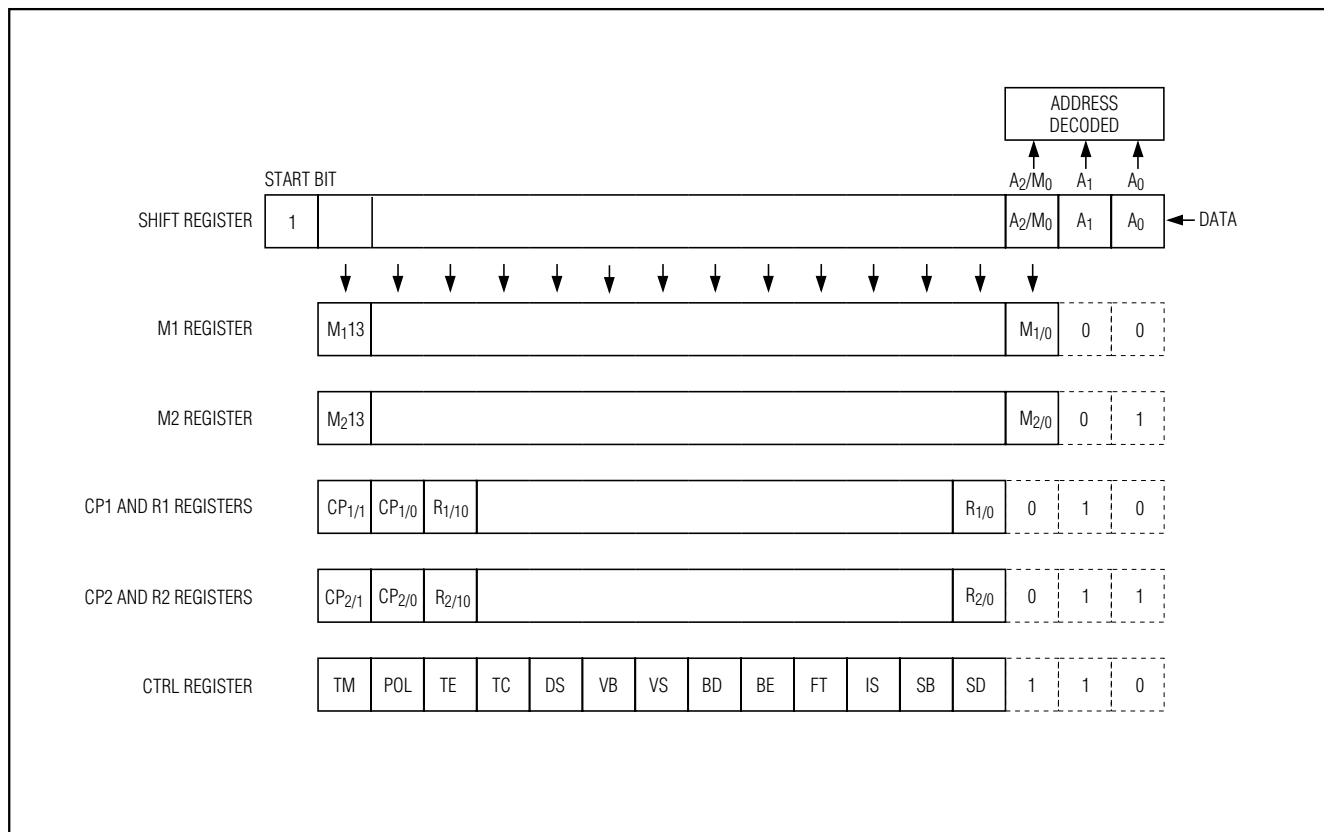 ADDRESS
DECODED
START BIT
A2/M0 A1 A0
SHIFT REGISTER 1 A2/M0 A1 A0 DATA
M1 REGISTER M113 M1/0 0 0
M2 REGISTER M213 M2/0 0 1
CP1 AND R1 REGISTERS CP1/1 CP1/0 R1/10 R1/0 0 1 0
CP2 AND R2 REGISTERS CP2/1 CP2/0 R2/10 R2/0 0 1 1
CTRL REGISTER TM POL TE TC DS VB VS BD BE FT IS SB SD 1 1 0